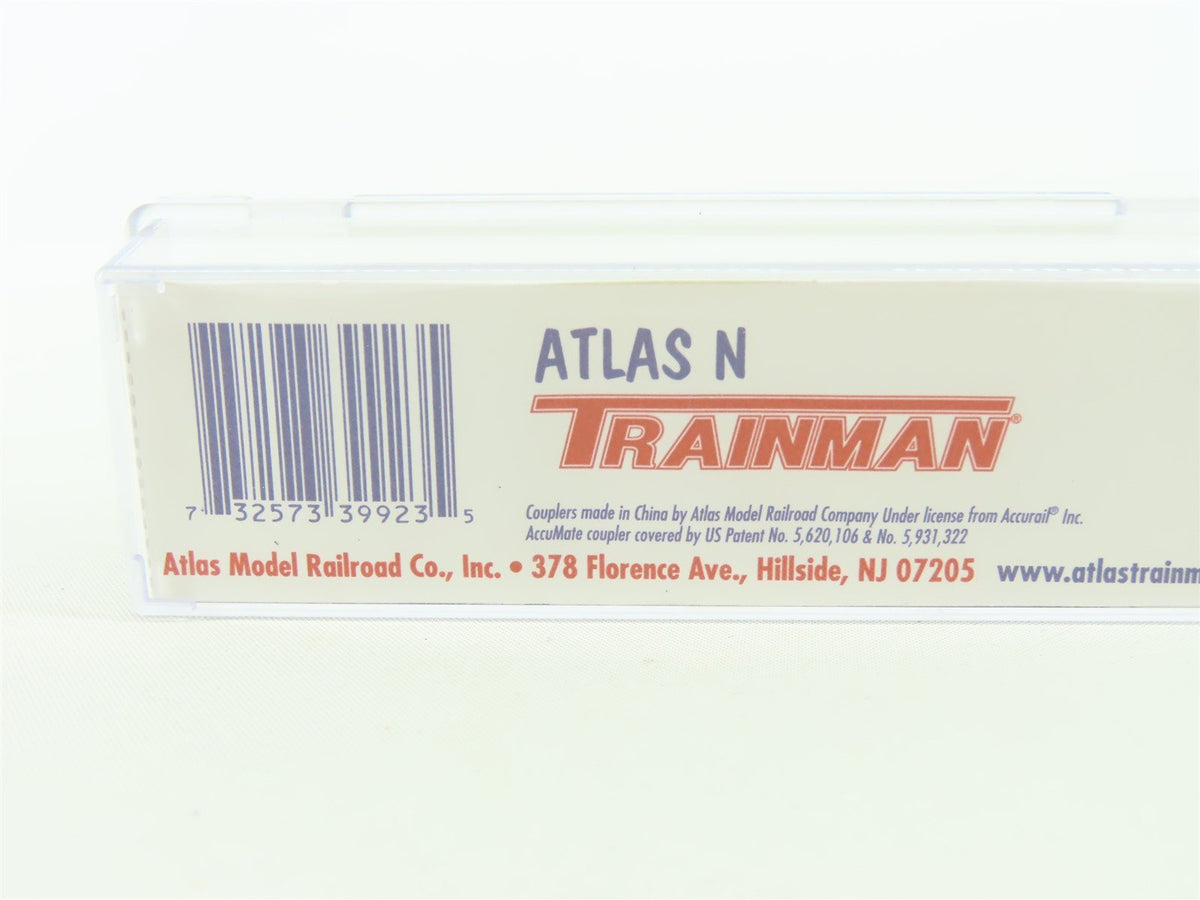 ATLAS N
TRAINMAN®
7 32573 39923 5
Couplers made in China by Atlas Model Railroad Company Under license from Accurail® Inc.
AccuMate coupler covered by US Patent No. 5,620,106 & No. 5,931,322
Atlas Model Railroad Co., Inc. • 378 Florence Ave., Hillside, NJ 07205 www.atlastrainm